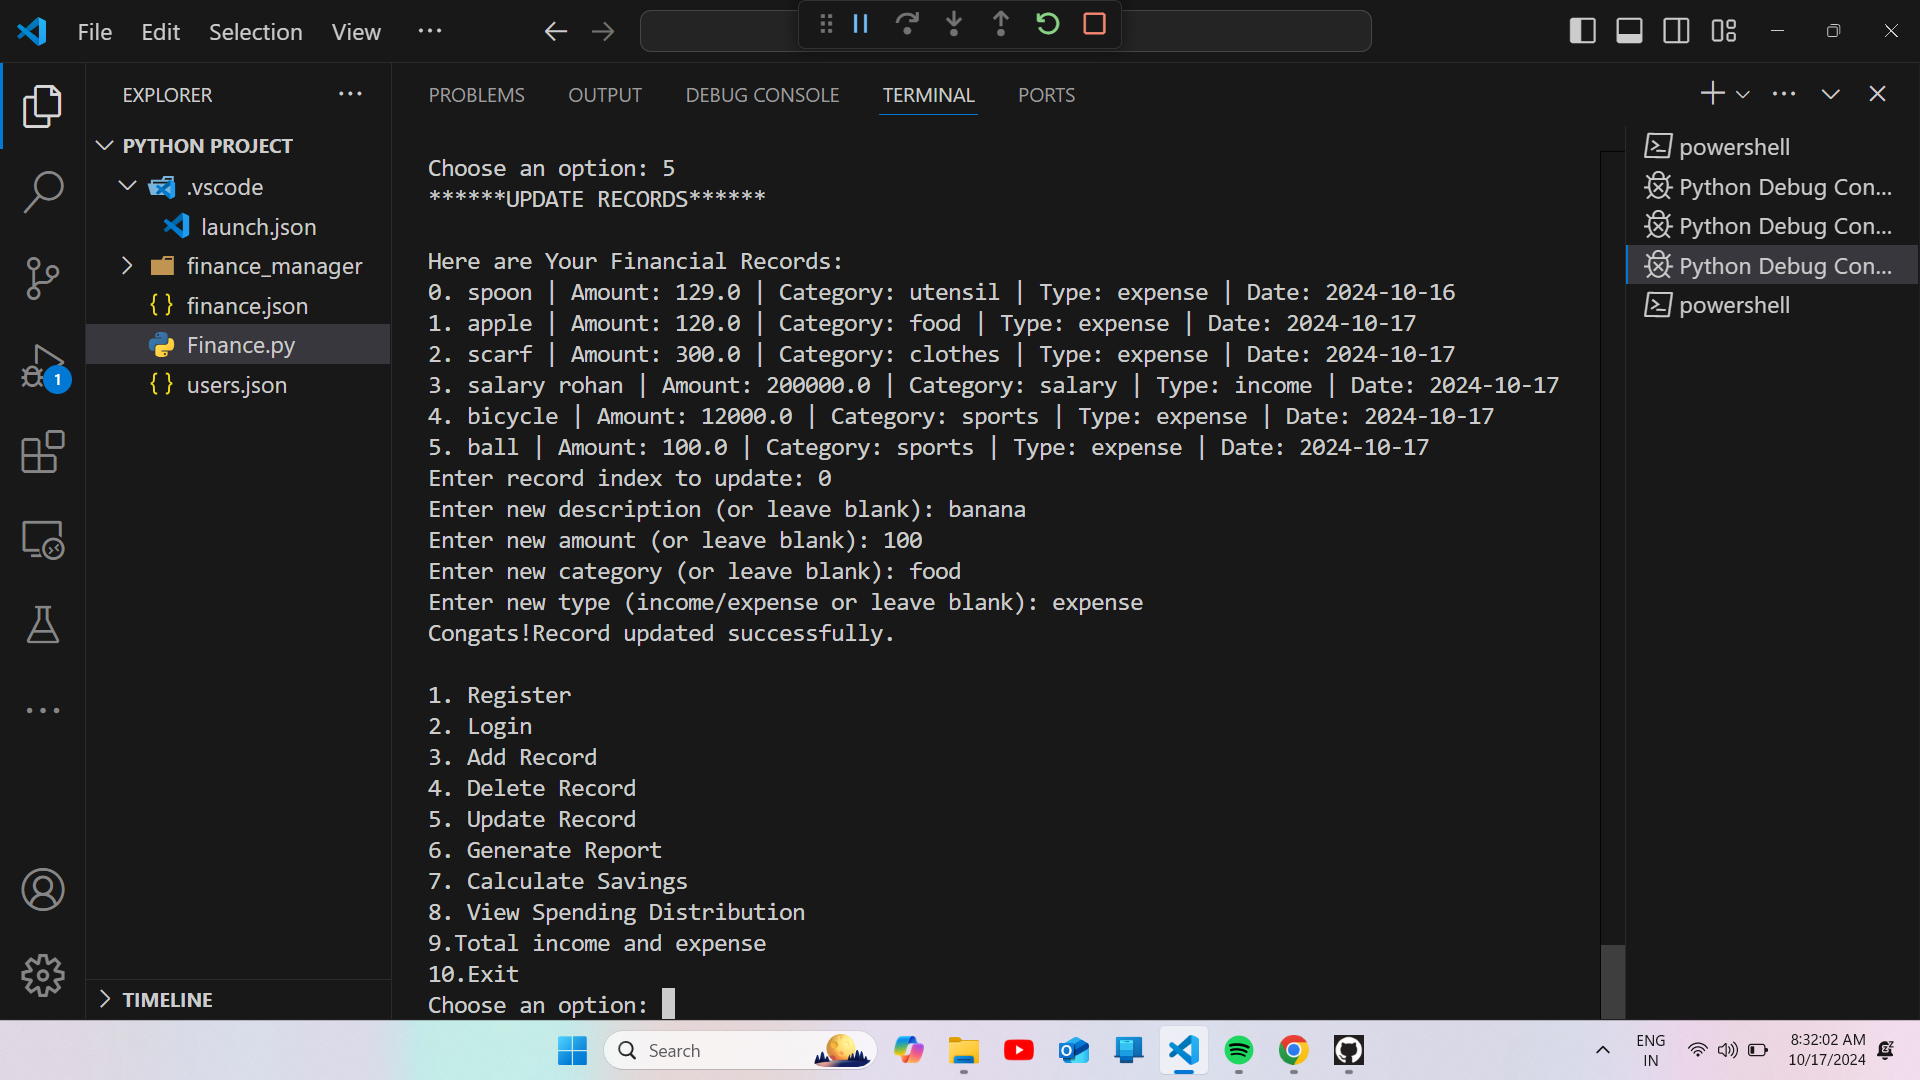 File Edit Selection View ...
EXPLORER ...
PYTHON PROJECT
.vscode
launch.json
finance_manager
{} finance.json
Finance.py
{} users.json
1
TIMELINE
PROBLEMS OUTPUT DEBUG CONSOLE TERMINAL PORTS
Choose an option: 5
******UPDATE RECORDS******
Here are Your Financial Records:
0. spoon | Amount: 129.0 | Category: utensil | Type: expense | Date: 2024-10-16
1. apple | Amount: 120.0 | Category: food | Type: expense | Date: 2024-10-17
2. scarf | Amount: 300.0 | Category: clothes | Type: expense | Date: 2024-10-17
3. salary rohan | Amount: 200000.0 | Category: salary | Type: income | Date: 2024-10-17
4. bicycle | Amount: 12000.0 | Category: sports | Type: expense | Date: 2024-10-17
5. ball | Amount: 100.0 | Category: sports | Type: expense | Date: 2024-10-17
Enter record index to update: 0
Enter new description (or leave blank): banana
Enter new amount (or leave blank): 100
Enter new category (or leave blank): food
Enter new type (income/expense or leave blank): expense
Congats!Record updated successfully.
1. Register
2. Login
3. Add Record
4. Delete Record
5. Update Record
6. Generate Report
7. Calculate Savings
8. View Spending Distribution
9.Total income and expense
10.Exit
Choose an option:
powershell
Python Debug Con...
Python Debug Con...
Python Debug Con...
powershell
Search
ENG
IN
8:32:02 AM
10/17/2024